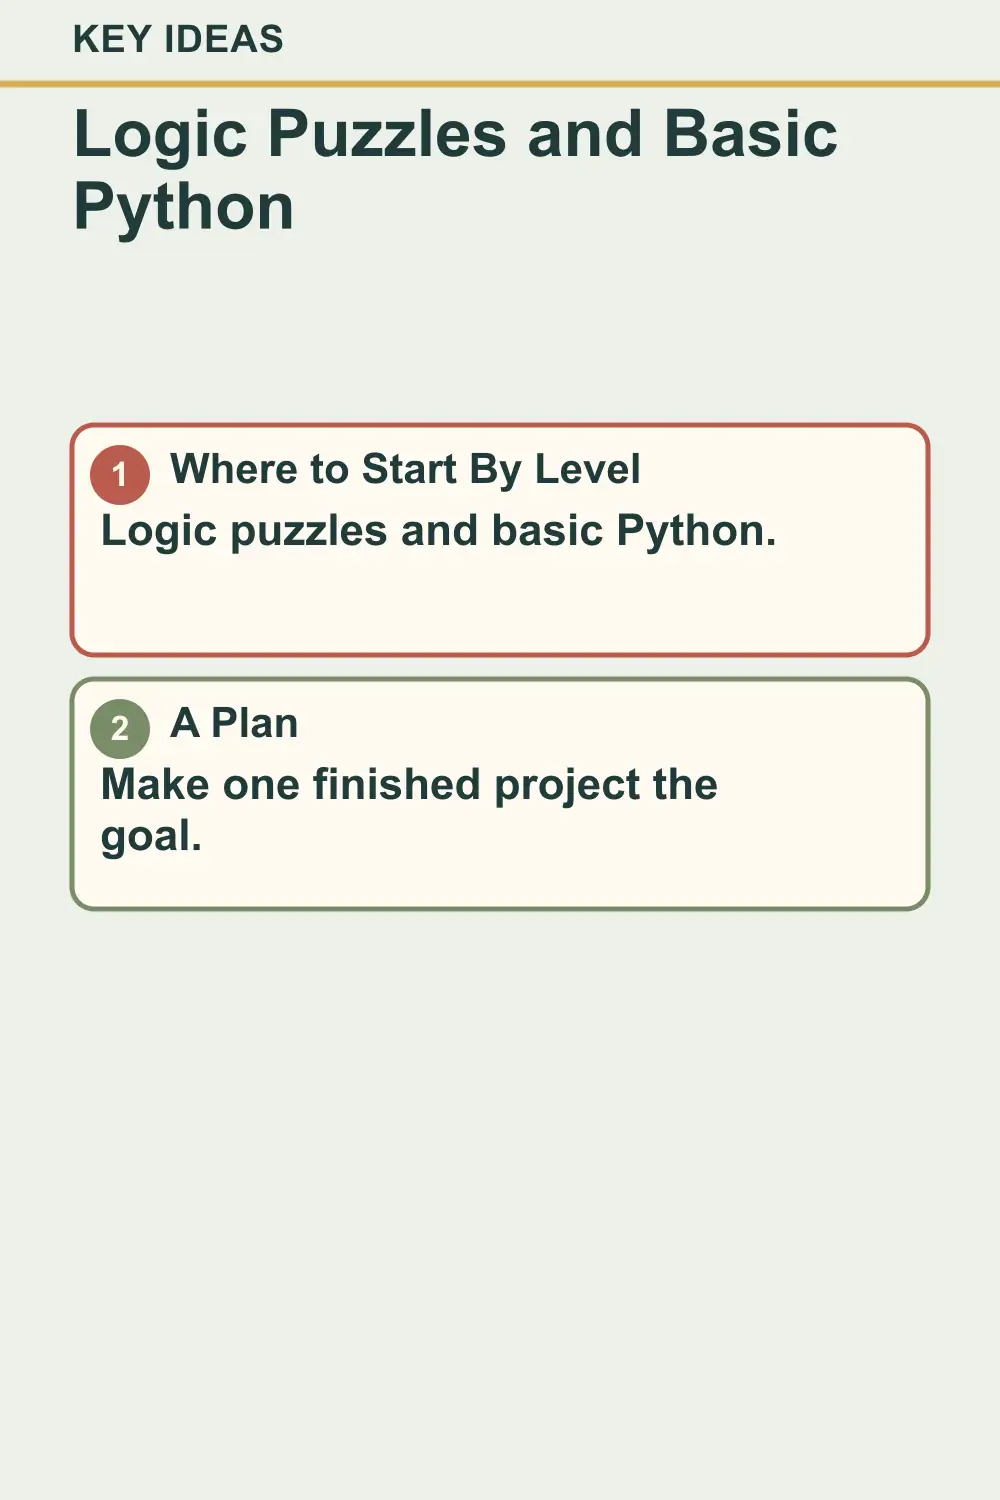 KEY IDEAS
Logic Puzzles and Basic
Python
1 Where to Start By Level
Logic puzzles and basic Python.
2 A Plan
Make one finished project the
goal.